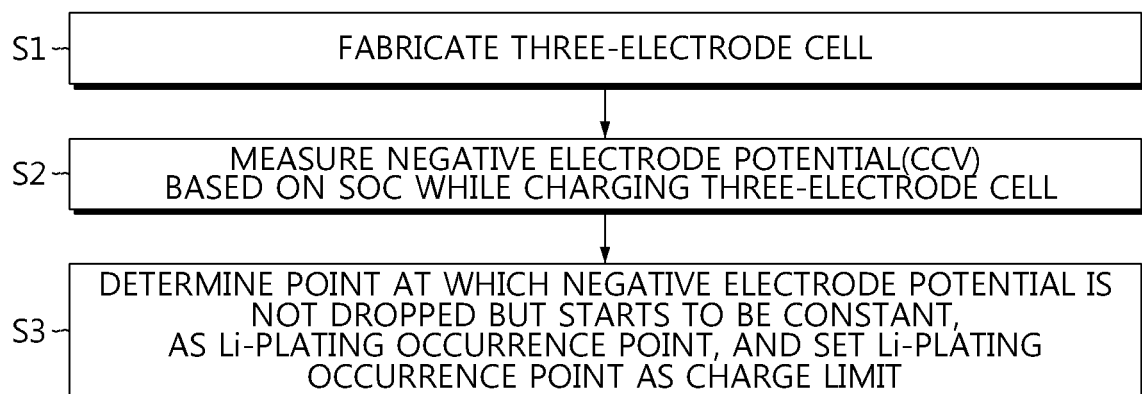 S1
FABRICATE THREE-ELECTRODE CELL
S2
MEASURE NEGATIVE ELECTRODE POTENTIAL(CCV)
BASED ON SOC WHILE CHARGING THREE-ELECTRODE CELL
S3
DETERMINE POINT AT WHICH NEGATIVE ELECTRODE POTENTIAL IS
NOT DROPPED BUT STARTS TO BE CONSTANT,
AS Li-PLATING OCCURRENCE POINT, AND SET Li-PLATING
OCCURRENCE POINT AS CHARGE LIMIT